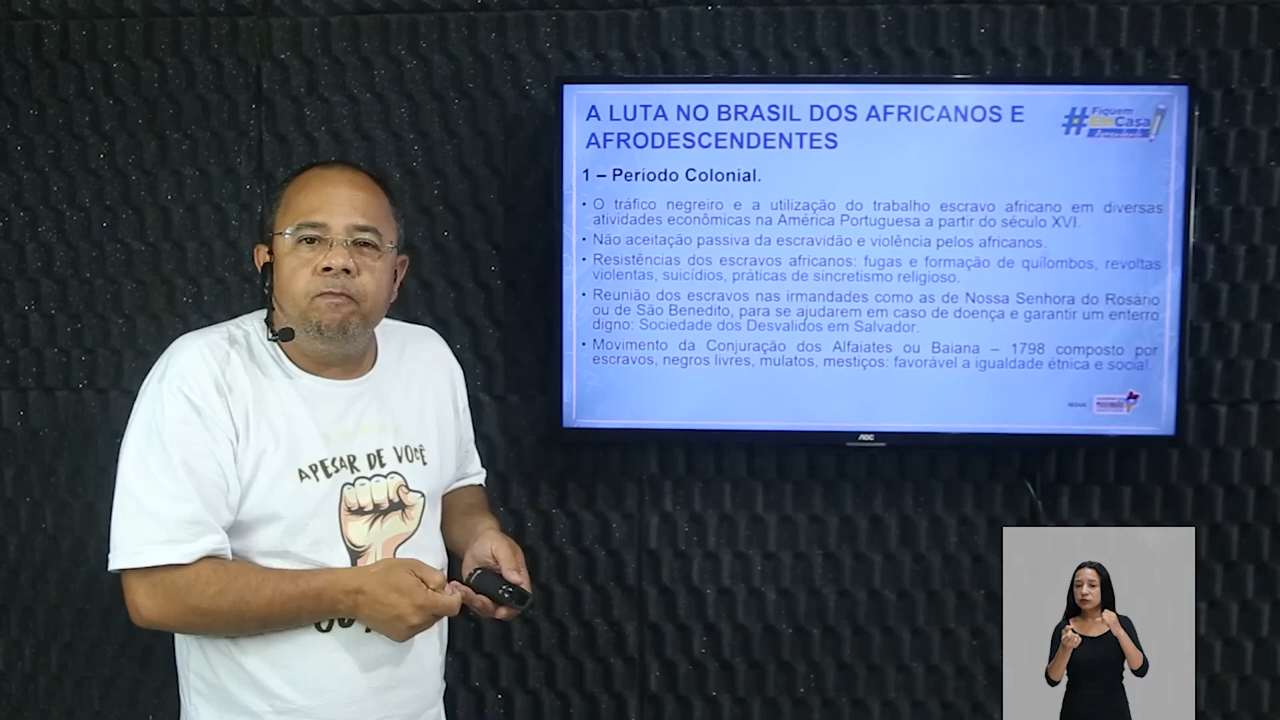 A LUTA NO BRASIL DOS AFRICANOS E
AFRODESCENDENTES
#Fiquem
Em Casa
1 – Período Colonial.
• O tráfico negreiro e a utilização do trabalho escravo africano em diversas
atividades econômicas na América Portuguesa a partir do século XVI.
• Não aceitação passiva da escravidão e violência pelos africanos.
• Resistências dos escravos africanos: fugas e formação de quilombos, revoltas
violentas, suicídios, práticas de sincretismo religioso.
• Reunião dos escravos nas irmandades como as de Nossa Senhora do Rosário
ou de São Benedito, para se ajudarem em caso de doença e garantir um enterro
digno: Sociedade dos Desvalidos em Salvador.
• Movimento da Conjuração dos Alfaiates ou Baiana – 1798 composto por
escravos, negros livres, mulatos, mestiços: favorável a igualdade étnica e social.
AOC
APESAR DE VOCÊ